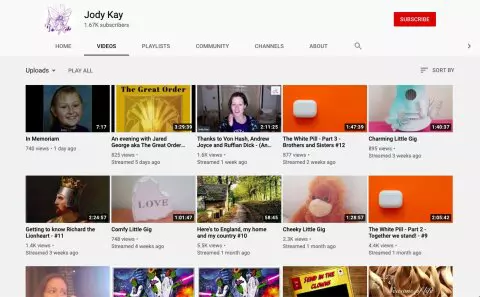 Jody Kay
1.67K subscribers
SUBSCRIBE
HOME
VIDEOS
PLAYLISTS
COMMUNITY
CHANNELS
ABOUT
Uploads
PLAY ALL
SORT BY
7:17
The Great Order
3:29:39
2:11:25
1:47:39
1:40:37
In Memoriam
740 views • 1 day ago
An evening with Jared
George aka The Great Order...
825 views •
Streamed 5 days ago
Thanks to Von Hash, Andrew
Joyce and Ruffian Dick - (An...
1.6K views •
Streamed 1 week ago
The White Pill - Part 3 -
Brothers and Sisters #12
877 views •
Streamed 2 weeks ago
Charming Little Gig
895 views •
Streamed 3 weeks ago
2:24:57
LOVE
1:01:47
58:45
1:28:57
2:05:42
Getting to know Richard the
Lionheart - #11
1.4K views •
Streamed 3 weeks ago
Comfy Little Gig
748 views •
Streamed 4 weeks ago
Here's to England, my home
and my country #10
5.5K views •
Streamed 1 month ago
Cheeky Little Gig
2.3K views •
Streamed 1 month ago
The White Pill - Part 2 -
Together we stand! - #9
4.4K views •
Streamed 1 month ago
SEND IN THE
CLOWNS